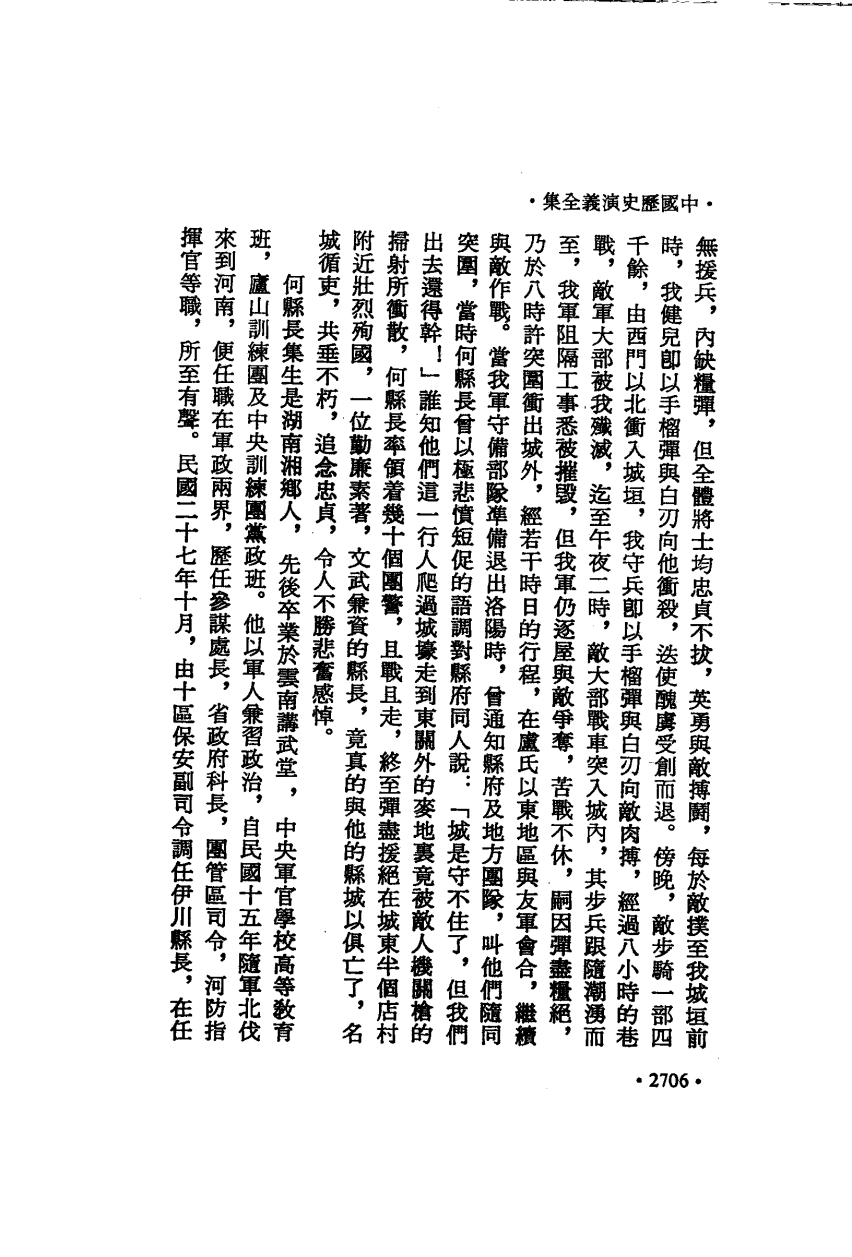 ·中國歷史演義全集·
無援兵，內缺糧彈，但全體將士均忠貞不拔，英勇與敵搏鬭，每於敵撲至我城垣前
時，我健兒卽以手榴彈與白刃向他衝殺，迭使醜虜受創而退。傍晚，敵步騎一部四
千餘，由西門以北衝入城垣，我守兵卽以手榴彈與白刃向敵肉搏，經過八小時的巷
戰，敵軍大部被我殲滅，迄至午夜二時，敵大部戰車突入城內，其步兵跟隨潮湧而
至，我軍阻隔工事悉被摧毀，但我軍仍逐屋與敵爭奪，苦戰不休，嗣因彈盡糧絕，
乃於八時許突圍衝出城外，經若干時日的行程，在盧氏以東地區與友軍會合，繼續
與敵作戰。當我軍守備部隊準備退出洛陽時，曾通知縣府及地方團隊，叫他們隨同
突圍，當時何縣長曾以極悲憤短促的語調對縣府同人說：「城是守不住了，但我們
出去還得幹！」誰知他們這一行人爬過城壕走到東關外的麥地裏竟被敵人機關槍的
掃射所衝散，何縣長率領着幾十個團警，且戰且走，終至彈盡援絕在城東半個店村
附近壯烈殉國，一位勤廉素著，文武兼資的縣長，竟真的與他的縣城以俱亡了，名
城循吏，共垂不朽，追念忠貞，令人不勝悲奮感悼。
何縣長集生是湖南湘鄉人，先後卒業於雲南講武堂，中央軍官學校高等敎育
班，廬山訓練團及中央訓練團黨政班。他以軍人兼習政治，自民國十五年隨軍北伐
來到河南，便任職在軍政兩界，歷任參謀處長，省政府科長，團管區司令，河防指
揮官等職，所至有聲。民國二十七年十月，由十區保安副司令調任伊川縣長，在任
·2706·